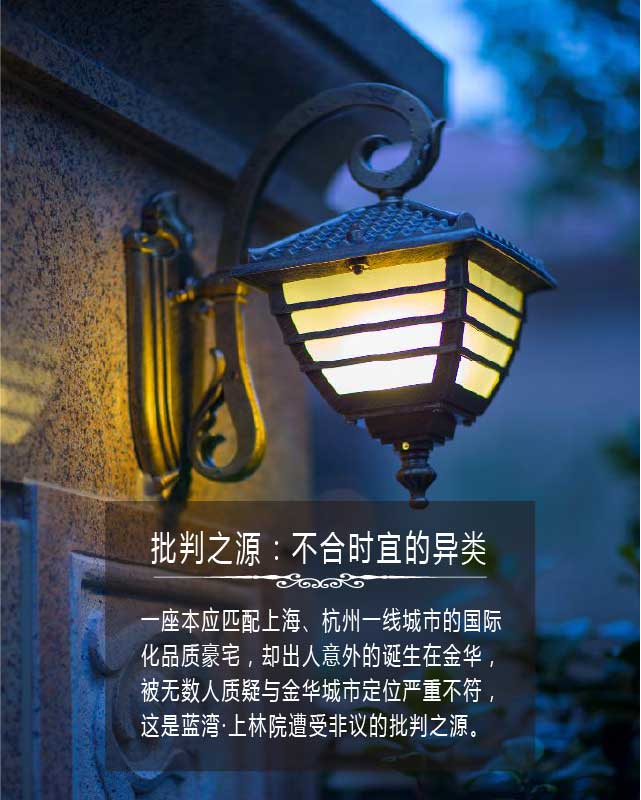 批判之源：不合时宜的异类
一座本应匹配上海、杭州一线城市的国际
化品质豪宅，却出人意外的诞生在金华，
被无数人质疑与金华城市定位严重不符，
这是蓝湾·上林院遭受非议的批判之源。